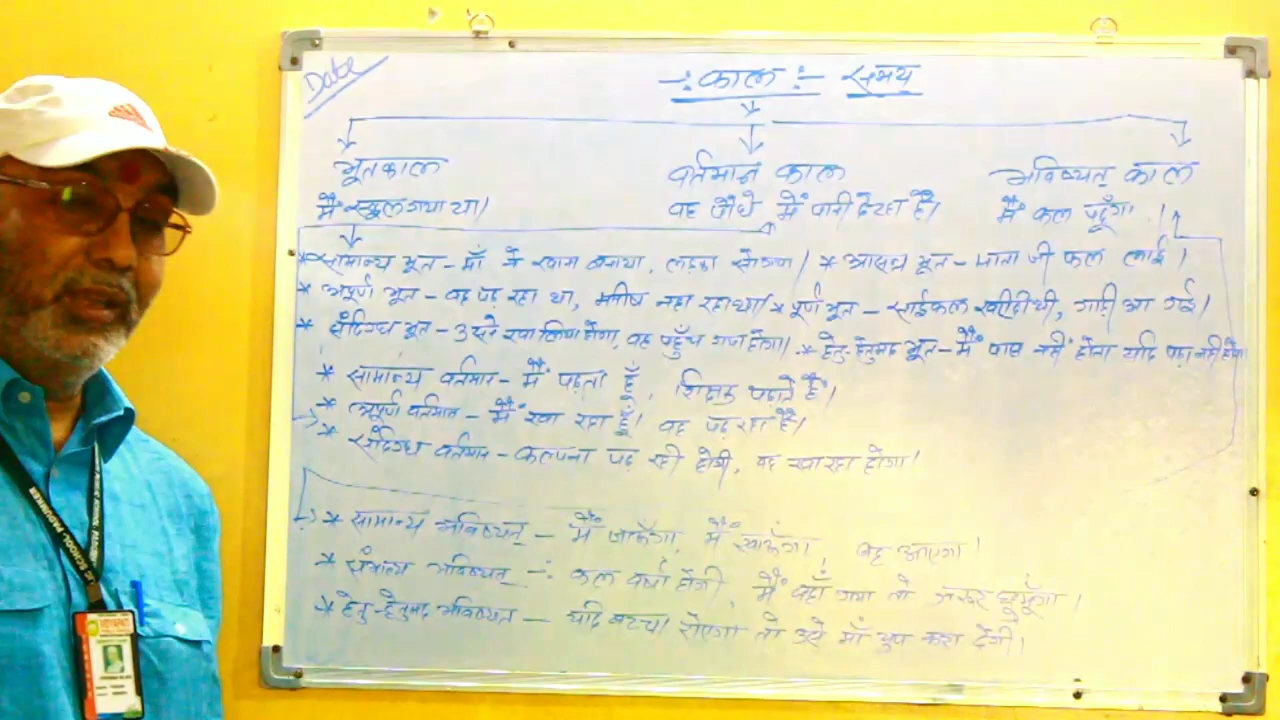 Date
-: काल :- समय
भूतकाल वर्तमान काल भविष्यत् काल
मैं स्कूल गया था। वह पौधे में पानी दे रहा है। मैं कल पढूँगा।
* सामान्य भूत - माँ ने खाना बनाया, लड़का सो गया। * आसन्न भूत - माता जी फल लाई।
* अपूर्ण भूत - वह पढ़ रहा था, मनीष नहा रहा था। * पूर्ण भूत - साईकल खरीदी थी, गाड़ी आ गई।
* संदिग्ध भूत - उसने खा लिया होगा, वह पहुँच गया होगा। * हेतु-हेतुमद भूत - मैं पास नहीं होता यदि पढ़ा नहीं होता
* सामान्य वर्तमान - मैं पढ़ता हूँ, शिक्षक पढाते हैं।
* अपूर्ण वर्तमान - मैं खा रहा हूँ। वह पढ़ रहा है।
* संदिग्ध वर्तमान - कल्पना पढ़ रही होगी, वह खा रहा होगा।
* सामान्य भविष्यत् - मैं जाऊँगा, मैं खाऊँगा, वह आएगा।
* संभाव्य भविष्यत् -: कल वर्षा होगी, मैं वहाँ गया तो जरूर
* हेतु-हेतुमद भविष्यत - यदि बच्चा रोएगा तो उसे माँ चुप करा देगी।